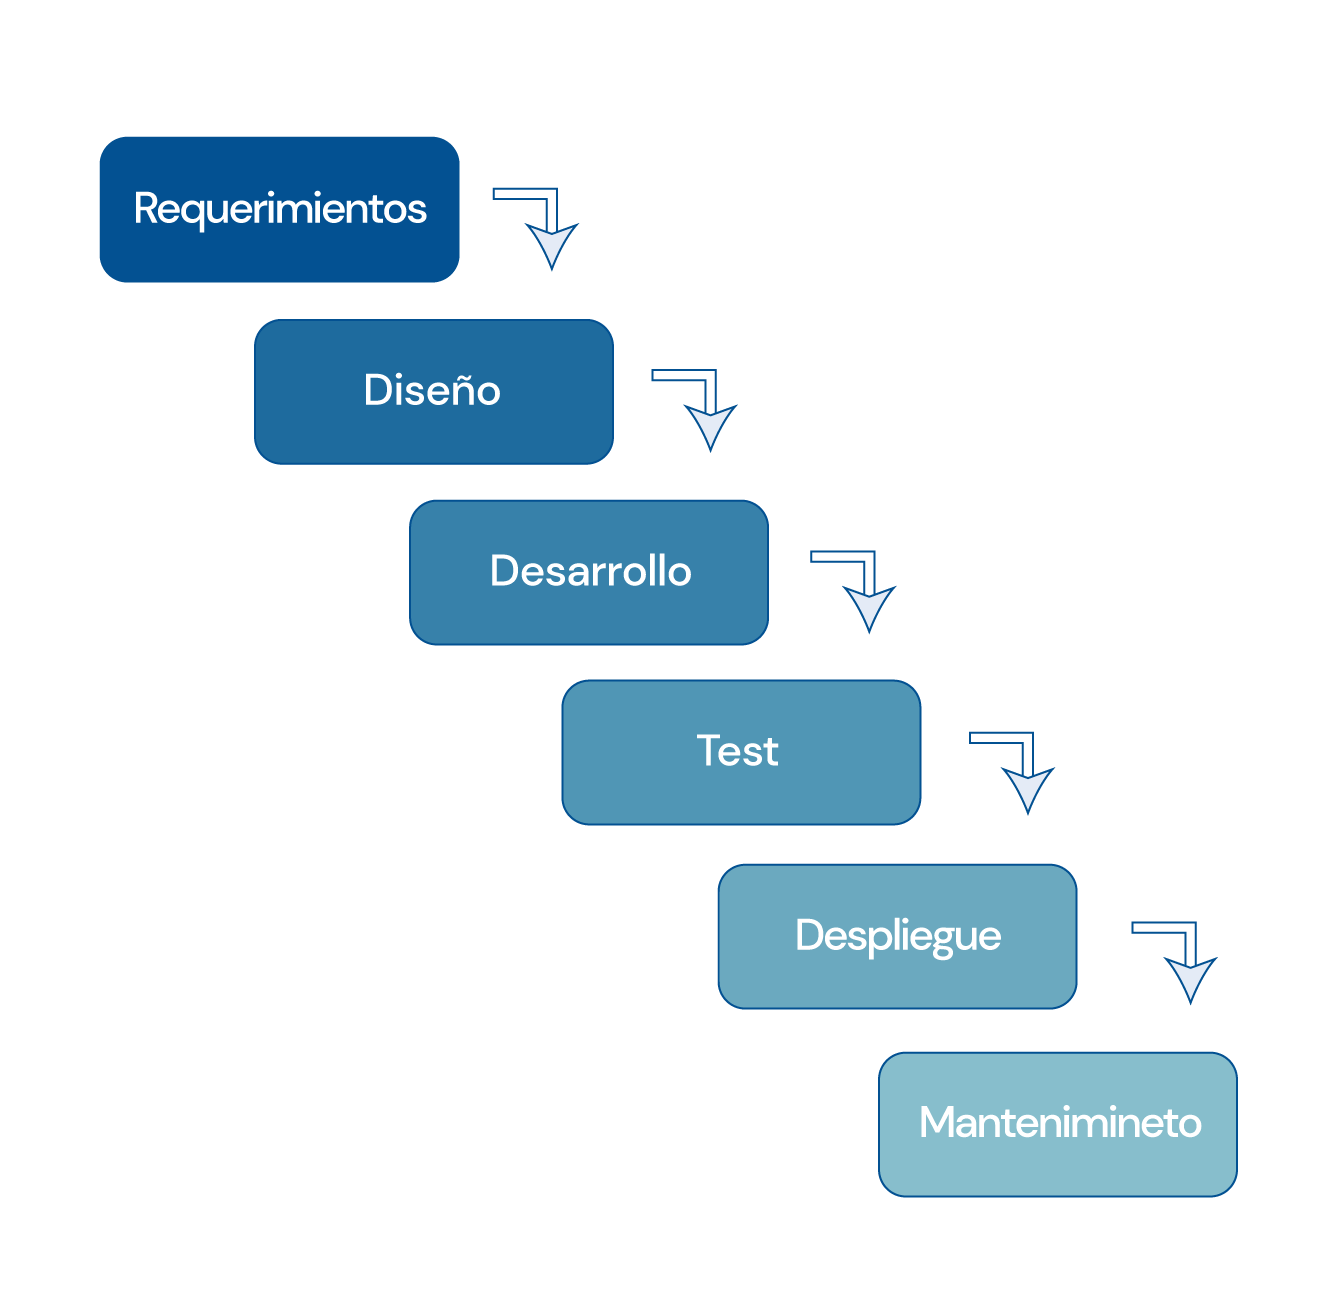 Requerimientos
Diseño
Desarrollo
Test
Despliegue
Mantenimineto